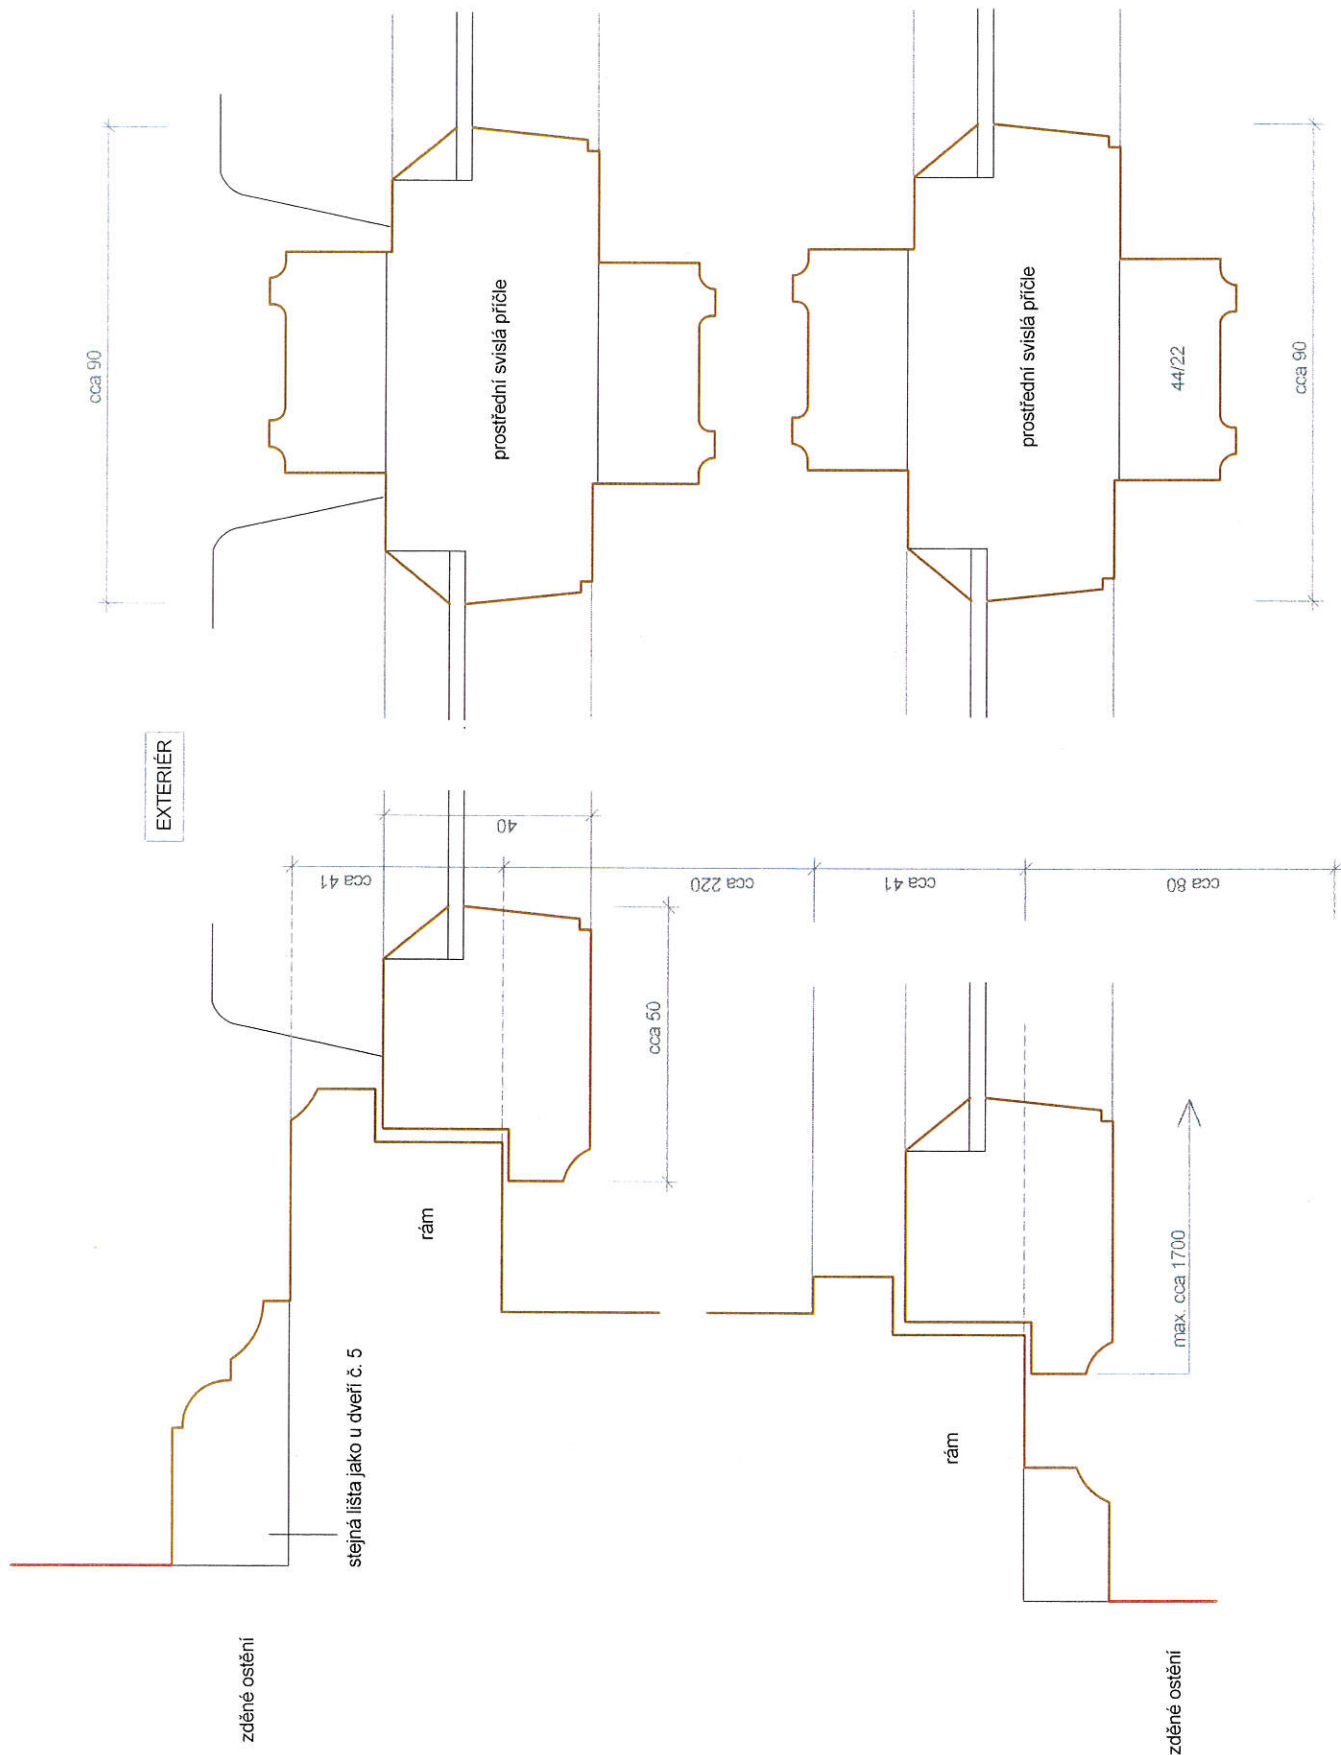 cca 90
EXTERIÉR
prostřední svislá příčle
prostřední svislá příčle
44/22
cca 90
cca 41
40
cca 220
cca 41
cca 80
cca 50
rám
stejná lišta jako u dveří č. 5
max. cca 1700
rám
zděné ostění
zděné ostění